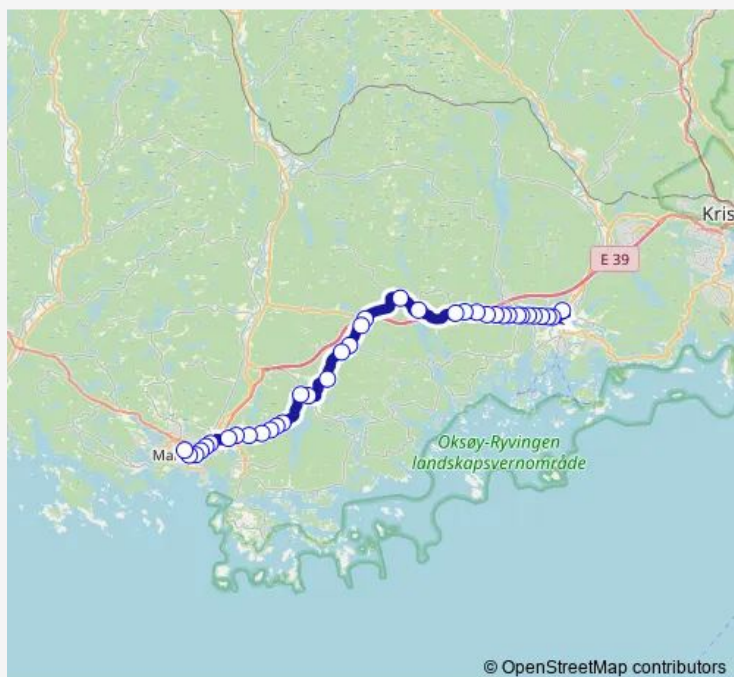 Kris
E 39
Oksøy-Ryvingen
landskapsvernområde
Ma
© OpenStreetMap contributors